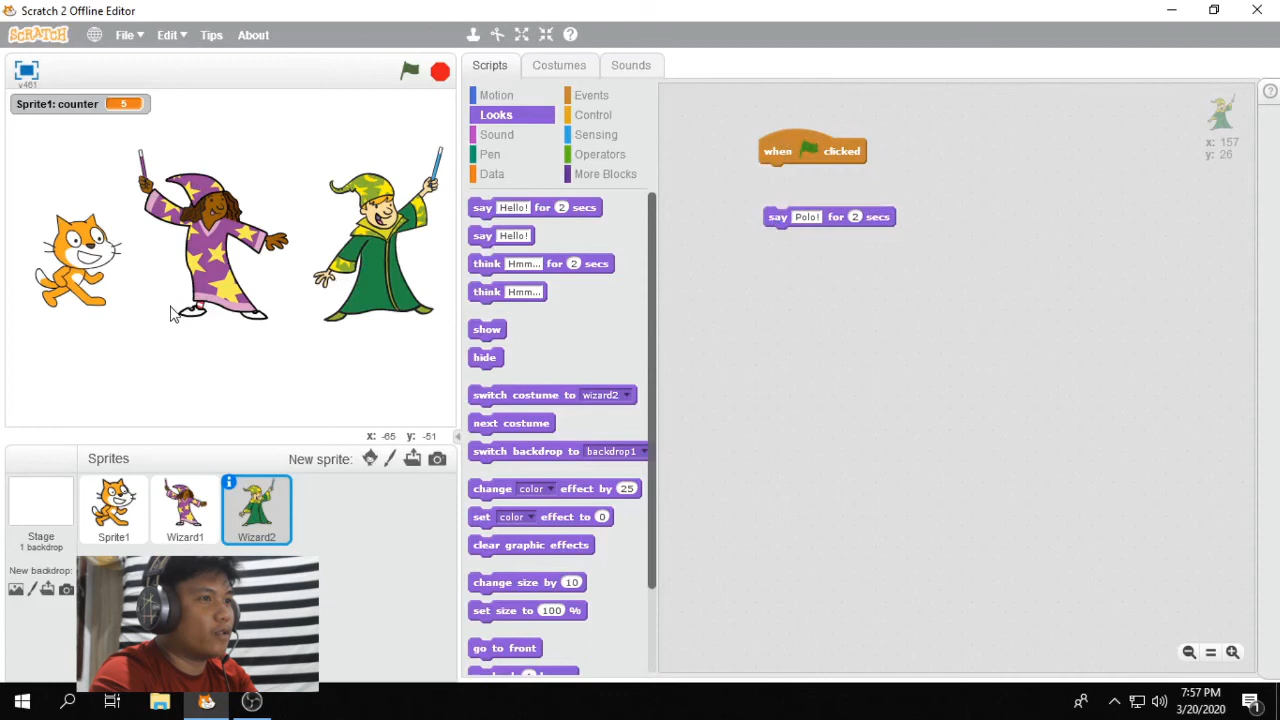 Scratch 2 Offline Editor
SCRATCH File Edit Tips About
v461
Sprite1: counter 5
x: -65 y: -51
Sprites New sprite:
Stage
1 backdrop
New backdrop:
Sprite1 Wizard1 Wizard2
Scripts Costumes Sounds
Motion Events
Looks Control
Sound Sensing
Pen Operators
Data More Blocks
say Hello! for 2 secs
say Hello!
think Hmm... for 2 secs
think Hmm...
show
hide
switch costume to wizard2
next costume
switch backdrop to backdrop1
change color effect by 25
set color effect to 0
clear graphic effects
change size by 10
set size to 100 %
go to front
when clicked
say Polo! for 2 secs
x: 157
y: 26
7:57 PM
3/20/2020
1